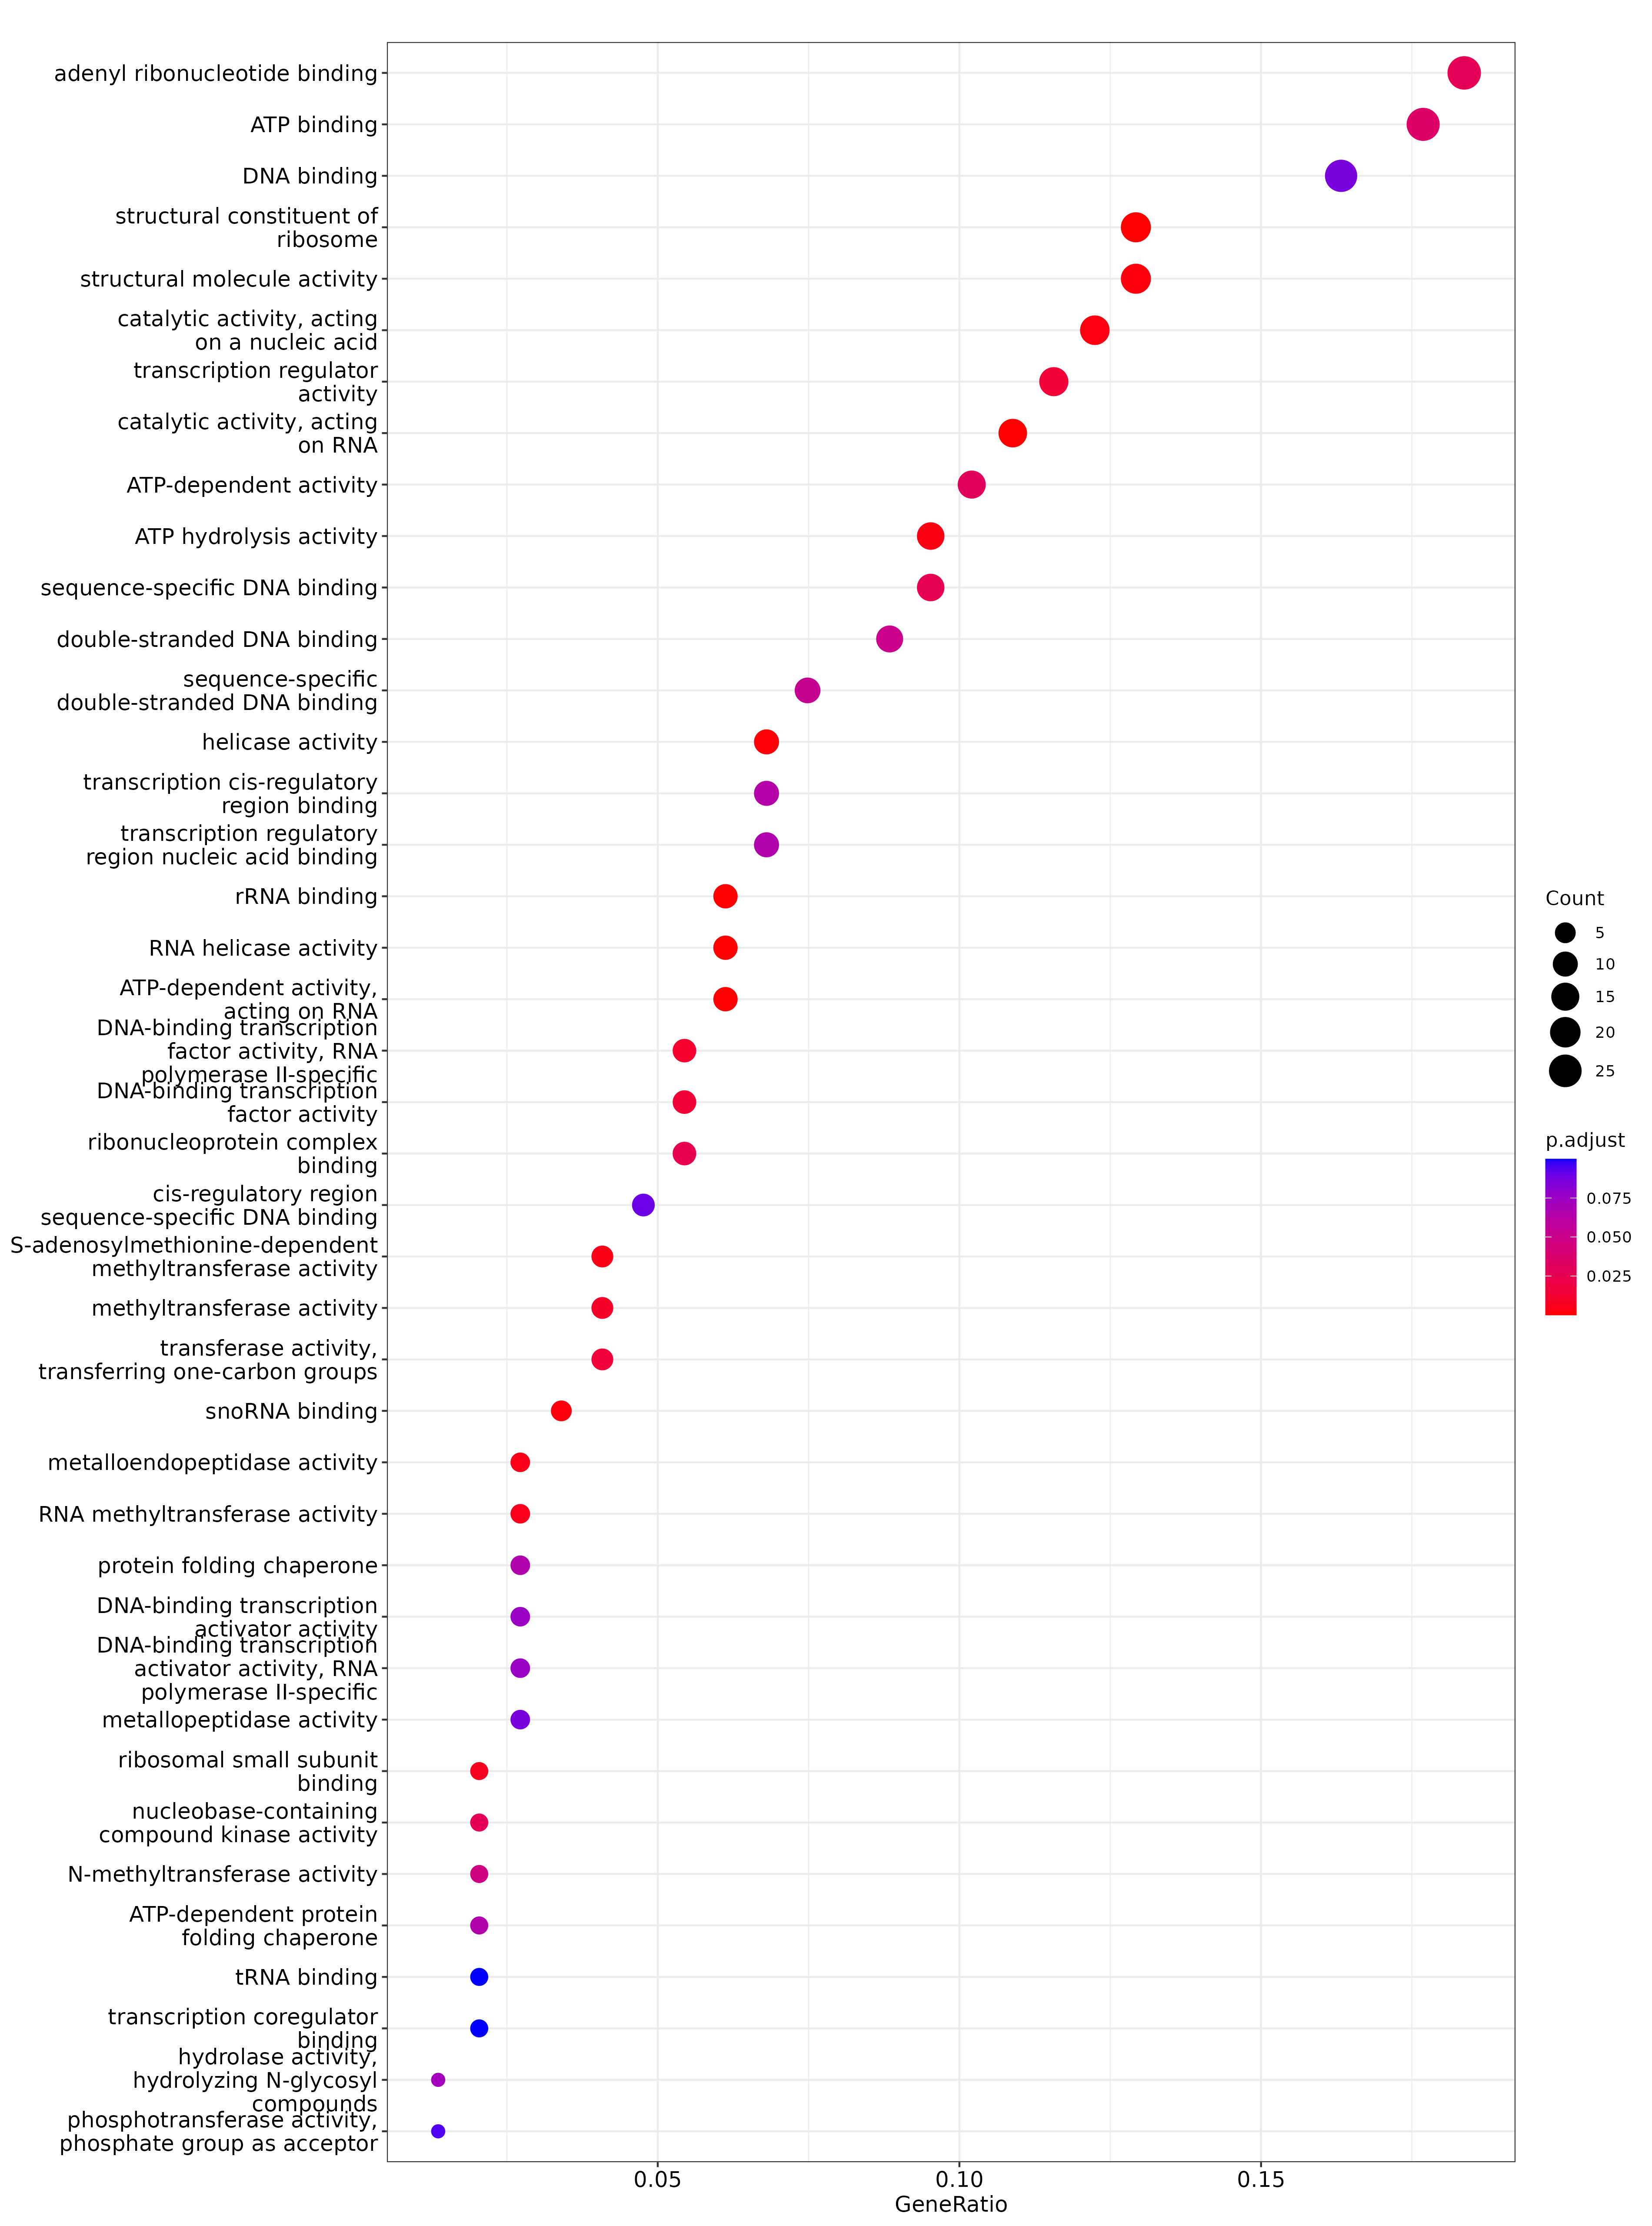 adenyl ribonucleotide binding
ATP binding
DNA binding
structural constituent of
ribosome
structural molecule activity
catalytic activity, acting
on a nucleic acid
transcription regulator
activity
catalytic activity, acting
on RNA
ATP-dependent activity
ATP hydrolysis activity
sequence-specific DNA binding
double-stranded DNA binding
sequence-specific
double-stranded DNA binding
helicase activity
transcription cis-regulatory
region binding
transcription regulatory
region nucleic acid binding
rRNA binding
RNA helicase activity
ATP-dependent activity,
acting on RNA
DNA-binding transcription
factor activity, RNA
polymerase II-specific
DNA-binding transcription
factor activity
ribonucleoprotein complex
binding
cis-regulatory region
sequence-specific DNA binding
S-adenosylmethionine-dependent
methyltransferase activity
methyltransferase activity
transferase activity,
transferring one-carbon groups
snoRNA binding
metalloendopeptidase activity
RNA methyltransferase activity
protein folding chaperone
DNA-binding transcription
activator activity
DNA-binding transcription
activator activity, RNA
polymerase II-specific
metallopeptidase activity
ribosomal small subunit
binding
nucleobase-containing
compound kinase activity
N-methyltransferase activity
ATP-dependent protein
folding chaperone
tRNA binding
transcription coregulator
binding
hydrolase activity,
hydrolyzing N-glycosyl
compounds
phosphotransferase activity,
phosphate group as acceptor
0.05
0.10
0.15
GeneRatio
Count
5
10
15
20
25
p.adjust
0.075
0.050
0.025